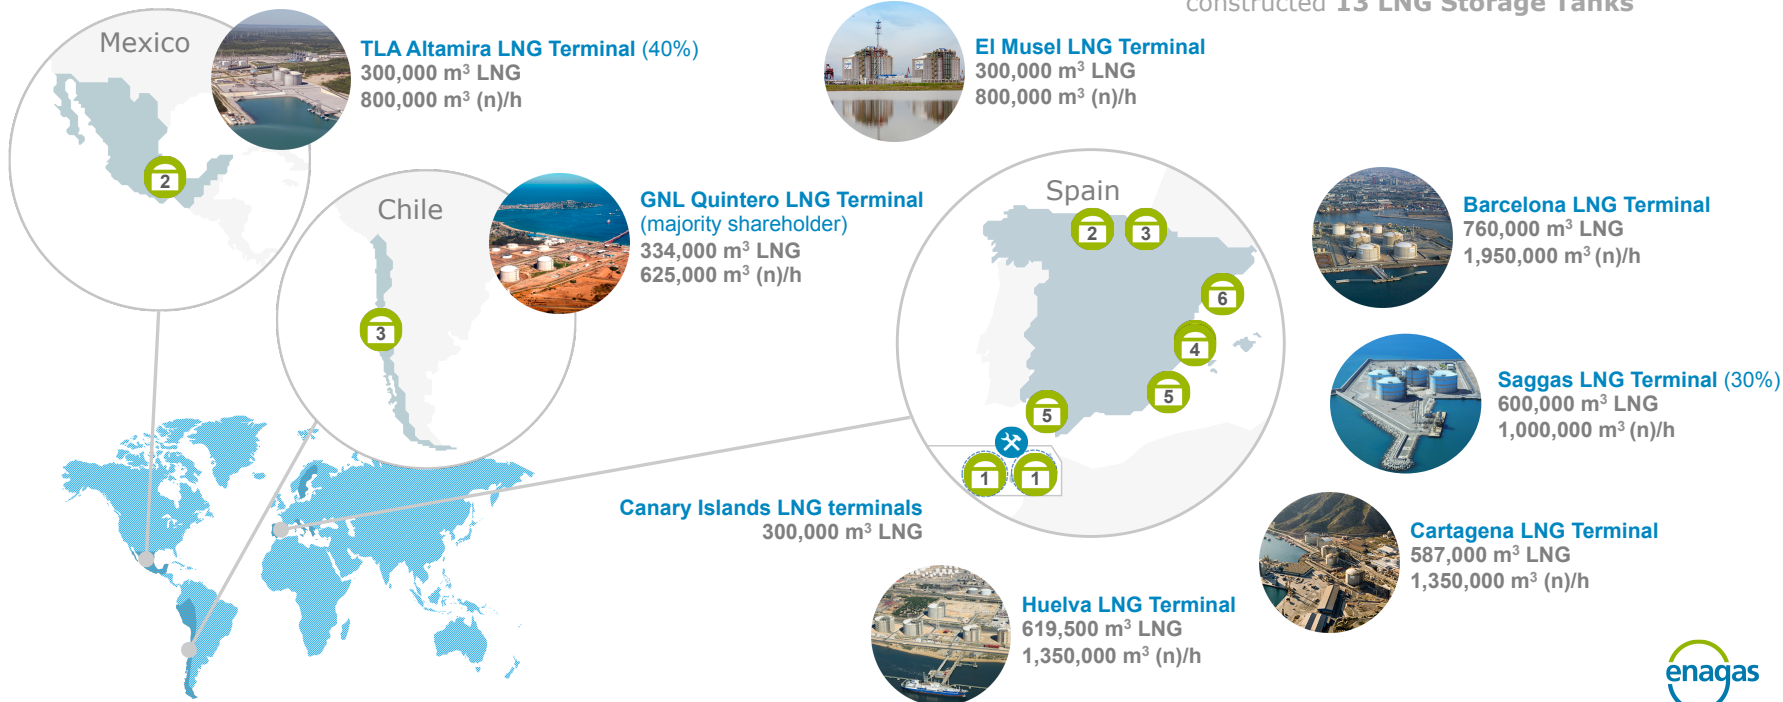 constructed 13 LNG Storage Tanks
Mexico
TLA Altamira LNG Terminal (40%)
300,000 m³ LNG
800,000 m³ (n)/h
2
El Musel LNG Terminal
300,000 m³ LNG
800,000 m³ (n)/h
Chile
GNL Quintero LNG Terminal
(majority shareholder)
334,000 m³ LNG
625,000 m³ (n)/h
3
Spain
2
3
6
4
5
5
1
1
Barcelona LNG Terminal
760,000 m³ LNG
1,950,000 m³ (n)/h
Saggas LNG Terminal (30%)
600,000 m³ LNG
1,000,000 m³ (n)/h
Canary Islands LNG terminals
300,000 m³ LNG
Cartagena LNG Terminal
587,000 m³ LNG
1,350,000 m³ (n)/h
Huelva LNG Terminal
619,500 m³ LNG
1,350,000 m³ (n)/h
enagas